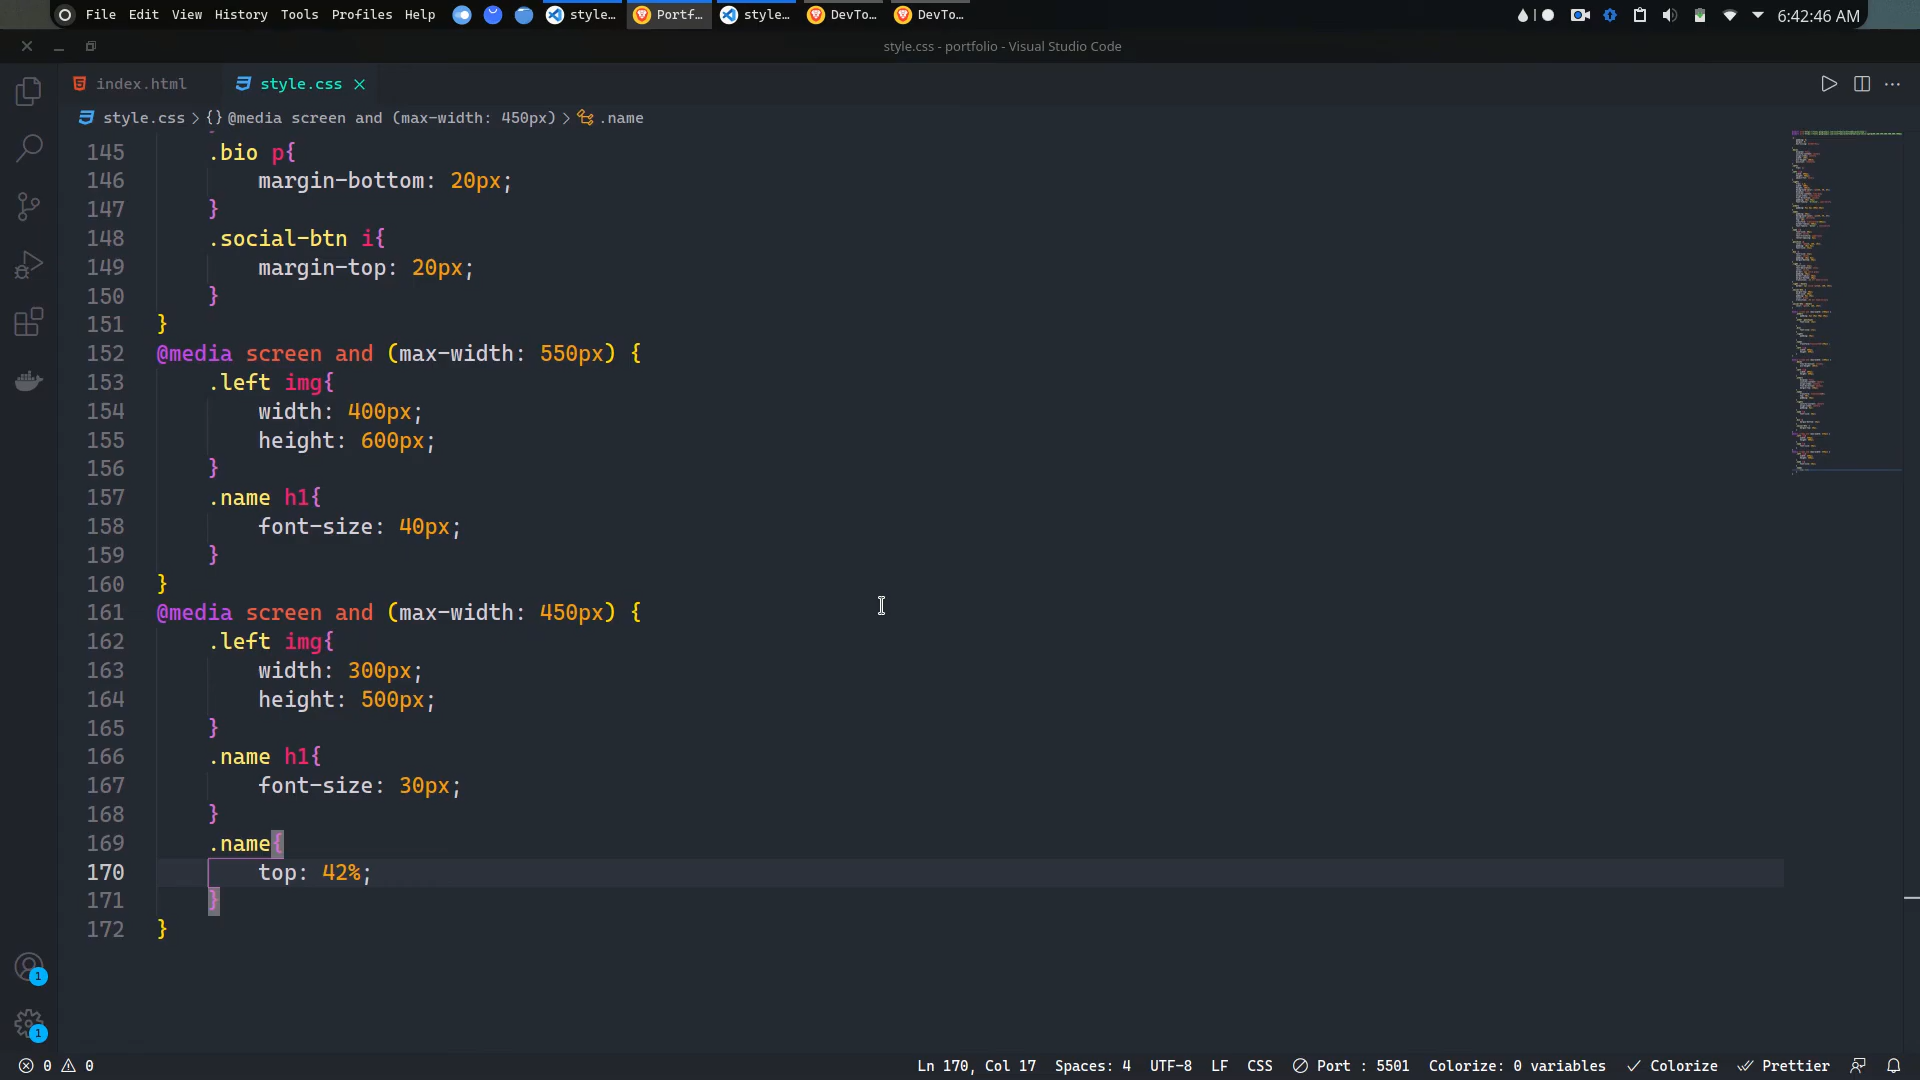 File Edit View History Tools Profiles Help style... Portf... style... DevTo... DevTo... 6:42:46 AM
style.css - portfolio - Visual Studio Code
index.html style.css
style.css > {} @media screen and (max-width: 450px) > .name
145 .bio p{
146 margin-bottom: 20px;
147 }
148 .social-btn i{
149 margin-top: 20px;
150 }
151 }
152 @media screen and (max-width: 550px) {
153 .left img{
154 width: 400px;
155 height: 600px;
156 }
157 .name h1{
158 font-size: 40px;
159 }
160 }
161 @media screen and (max-width: 450px) {
162 .left img{
163 width: 300px;
164 height: 500px;
165 }
166 .name h1{
167 font-size: 30px;
168 }
169 .name{
170 top: 42%;
171 }
172 }
1
1
0 0 Ln 170, Col 17 Spaces: 4 UTF-8 LF CSS Port : 5501 Colorize: 0 variables Colorize Prettier